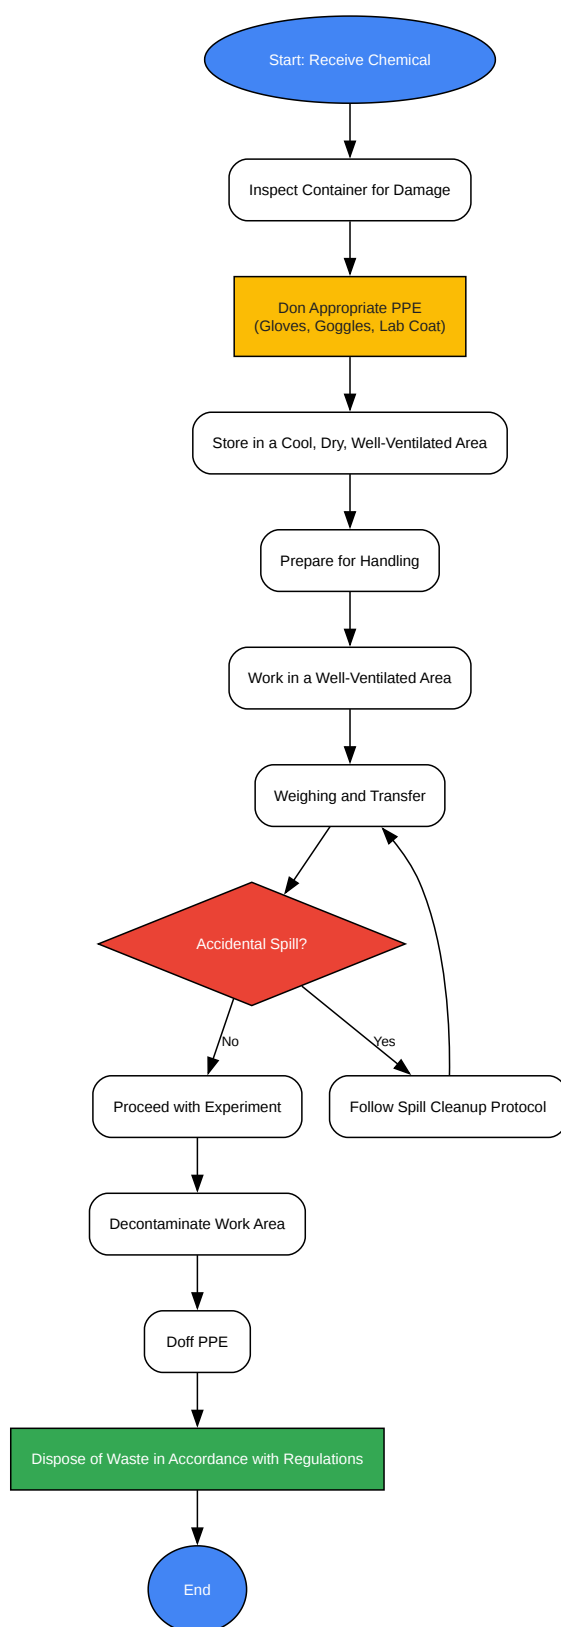 Start: Receive Chemical
Inspect Container for Damage
Don Appropriate PPE
(Gloves, Goggles, Lab Coat)
Store in a Cool, Dry, Well-Ventilated Area
Prepare for Handling
Work in a Well-Ventilated Area
Weighing and Transfer
Accidental Spill?
No
Yes
Proceed with Experiment
Follow Spill Cleanup Protocol
Decontaminate Work Area
Doff PPE
Dispose of Waste in Accordance with Regulations
End